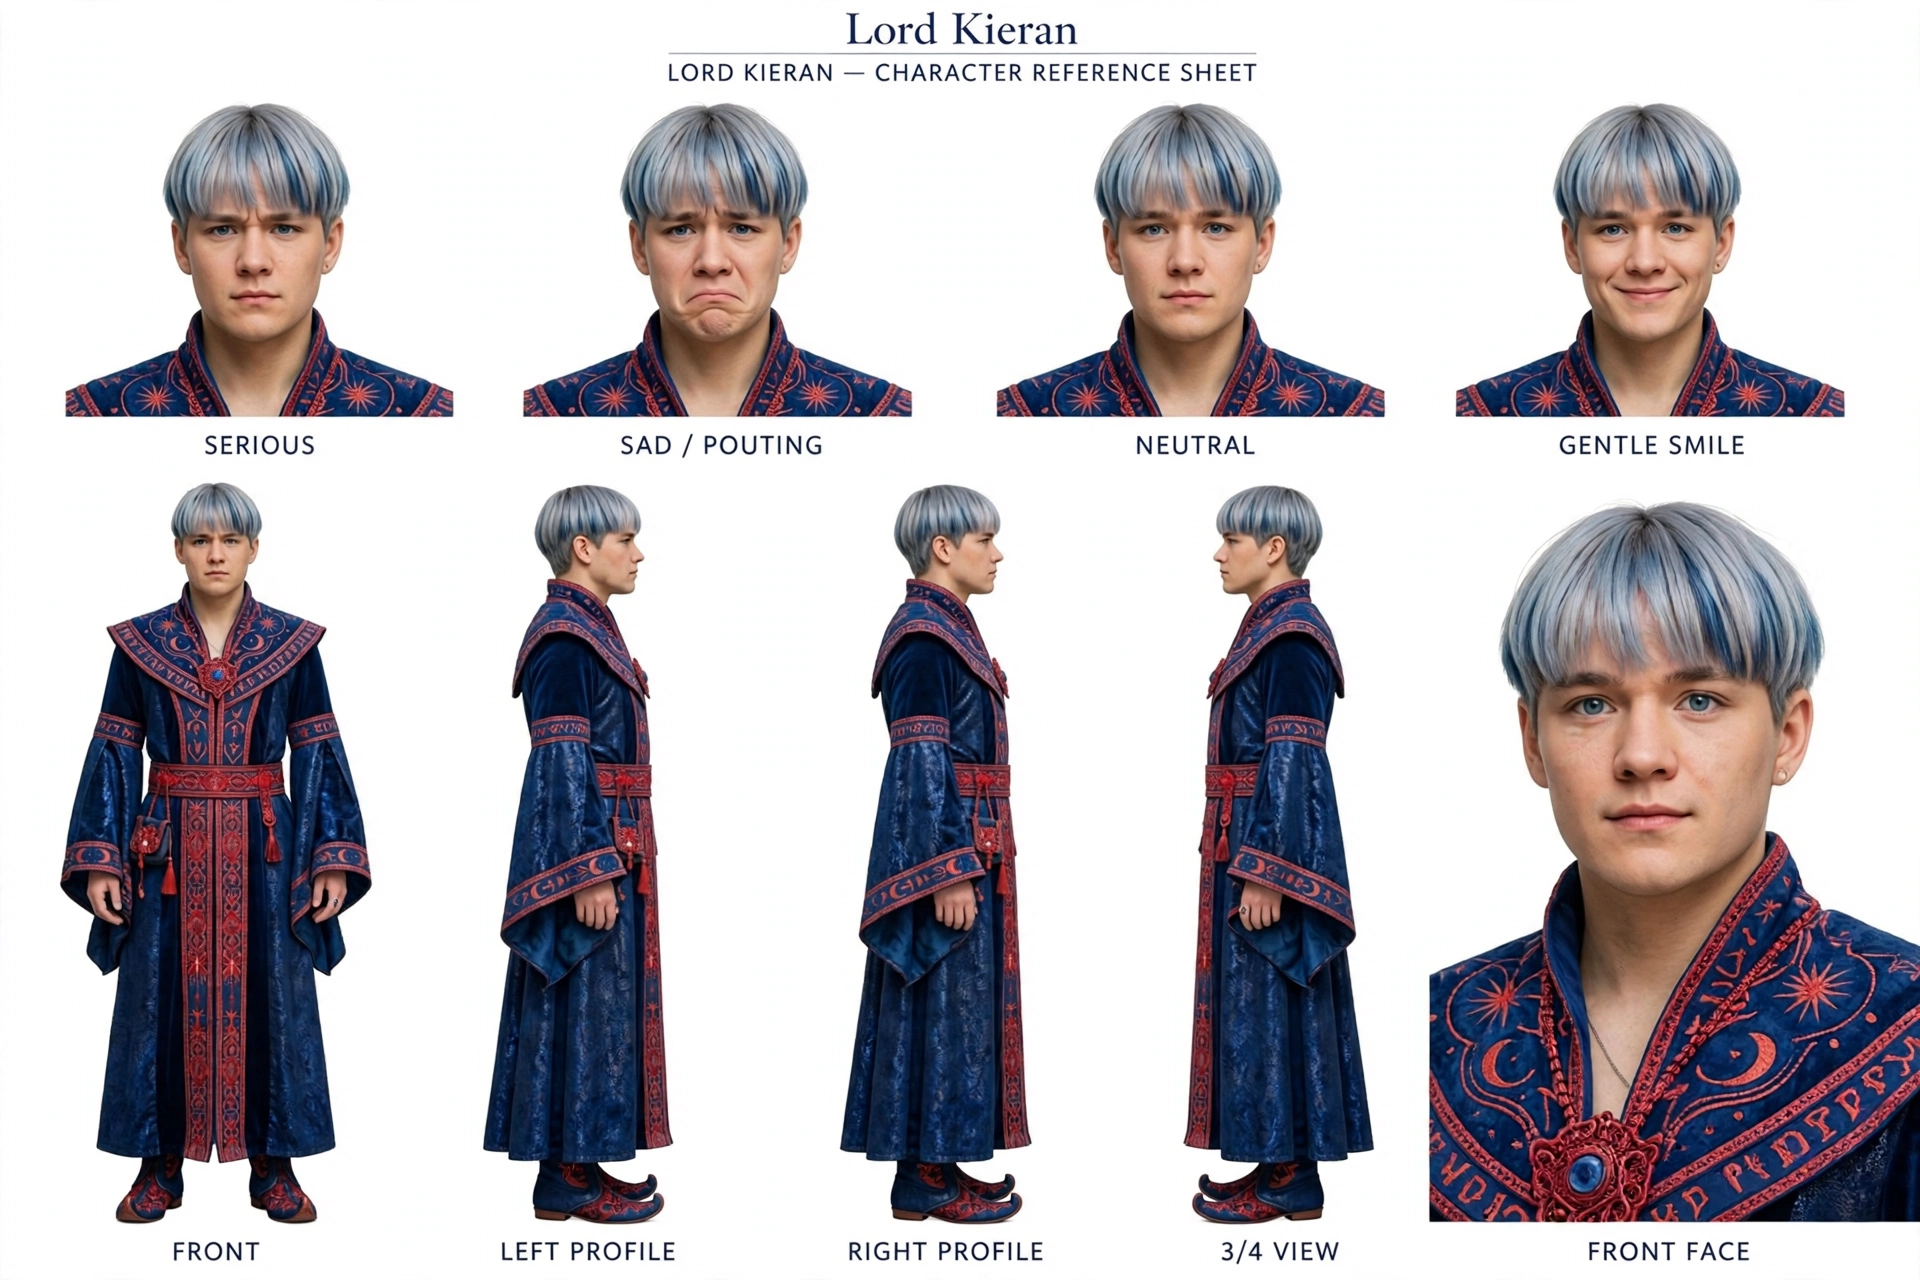 Lord Kieran
LORD KIERAN — CHARACTER REFERENCE SHEET
SERIOUS
SAD / POUTING
NEUTRAL
GENTLE SMILE
FRONT
LEFT PROFILE
RIGHT PROFILE
3/4 VIEW
FRONT FACE